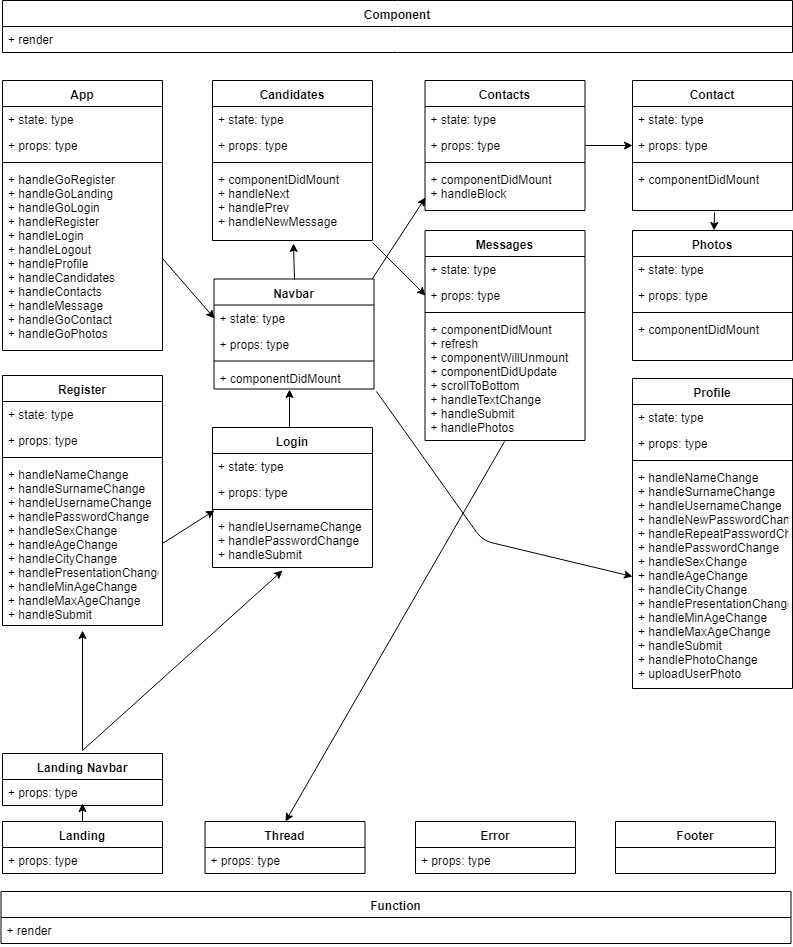 Component
+ render
App
+ state: type
+ props: type
+ handleGoRegister
+ handleGoLanding
+ handleGoLogin
+ handleRegister
+ handleLogin
+ handleLogout
+ handleProfile
+ handleCandidates
+ handleContacts
+ handleMessage
+ handleGoContact
+ handleGoPhotos
Candidates
+ state: type
+ props: type
+ componentDidMount
+ handleNext
+ handlePrev
+ handleNewMessage
Contacts
+ state: type
+ props: type
+ componentDidMount
+ handleBlock
Contact
+ state: type
+ props: type
+ componentDidMount
Messages
+ state: type
+ props: type
+ componentDidMount
+ refresh
+ componentWillUnmount
+ componentDidUpdate
+ scrollToBottom
+ handleTextChange
+ handleSubmit
+ handlePhotos
Photos
+ state: type
+ props: type
+ componentDidMount
Navbar
+ state: type
+ props: type
+ componentDidMount
Register
+ state: type
+ props: type
+ handleNameChange
+ handleSurnameChange
+ handleUsernameChange
+ handlePasswordChange
+ handleSexChange
+ handleAgeChange
+ handleCityChange
+ handlePresentationChang
+ handleMinAgeChange
+ handleMaxAgeChange
+ handleSubmit
Login
+ state: type
+ props: type
+ handleUsernameChange
+ handlePasswordChange
+ handleSubmit
Profile
+ state: type
+ props: type
+ handleNameChange
+ handleSurnameChange
+ handleUsernameChange
+ handleNewPasswordChan
+ handleRepeatPasswordCh
+ handlePasswordChange
+ handleSexChange
+ handleAgeChange
+ handleCityChange
+ handlePresentationChang
+ handleMinAgeChange
+ handleMaxAgeChange
+ handleSubmit
+ handlePhotoChange
+ uploadUserPhoto
Landing Navbar
+ props: type
Landing
+ props: type
Thread
+ props: type
Error
+ props: type
Footer
Function
+ render